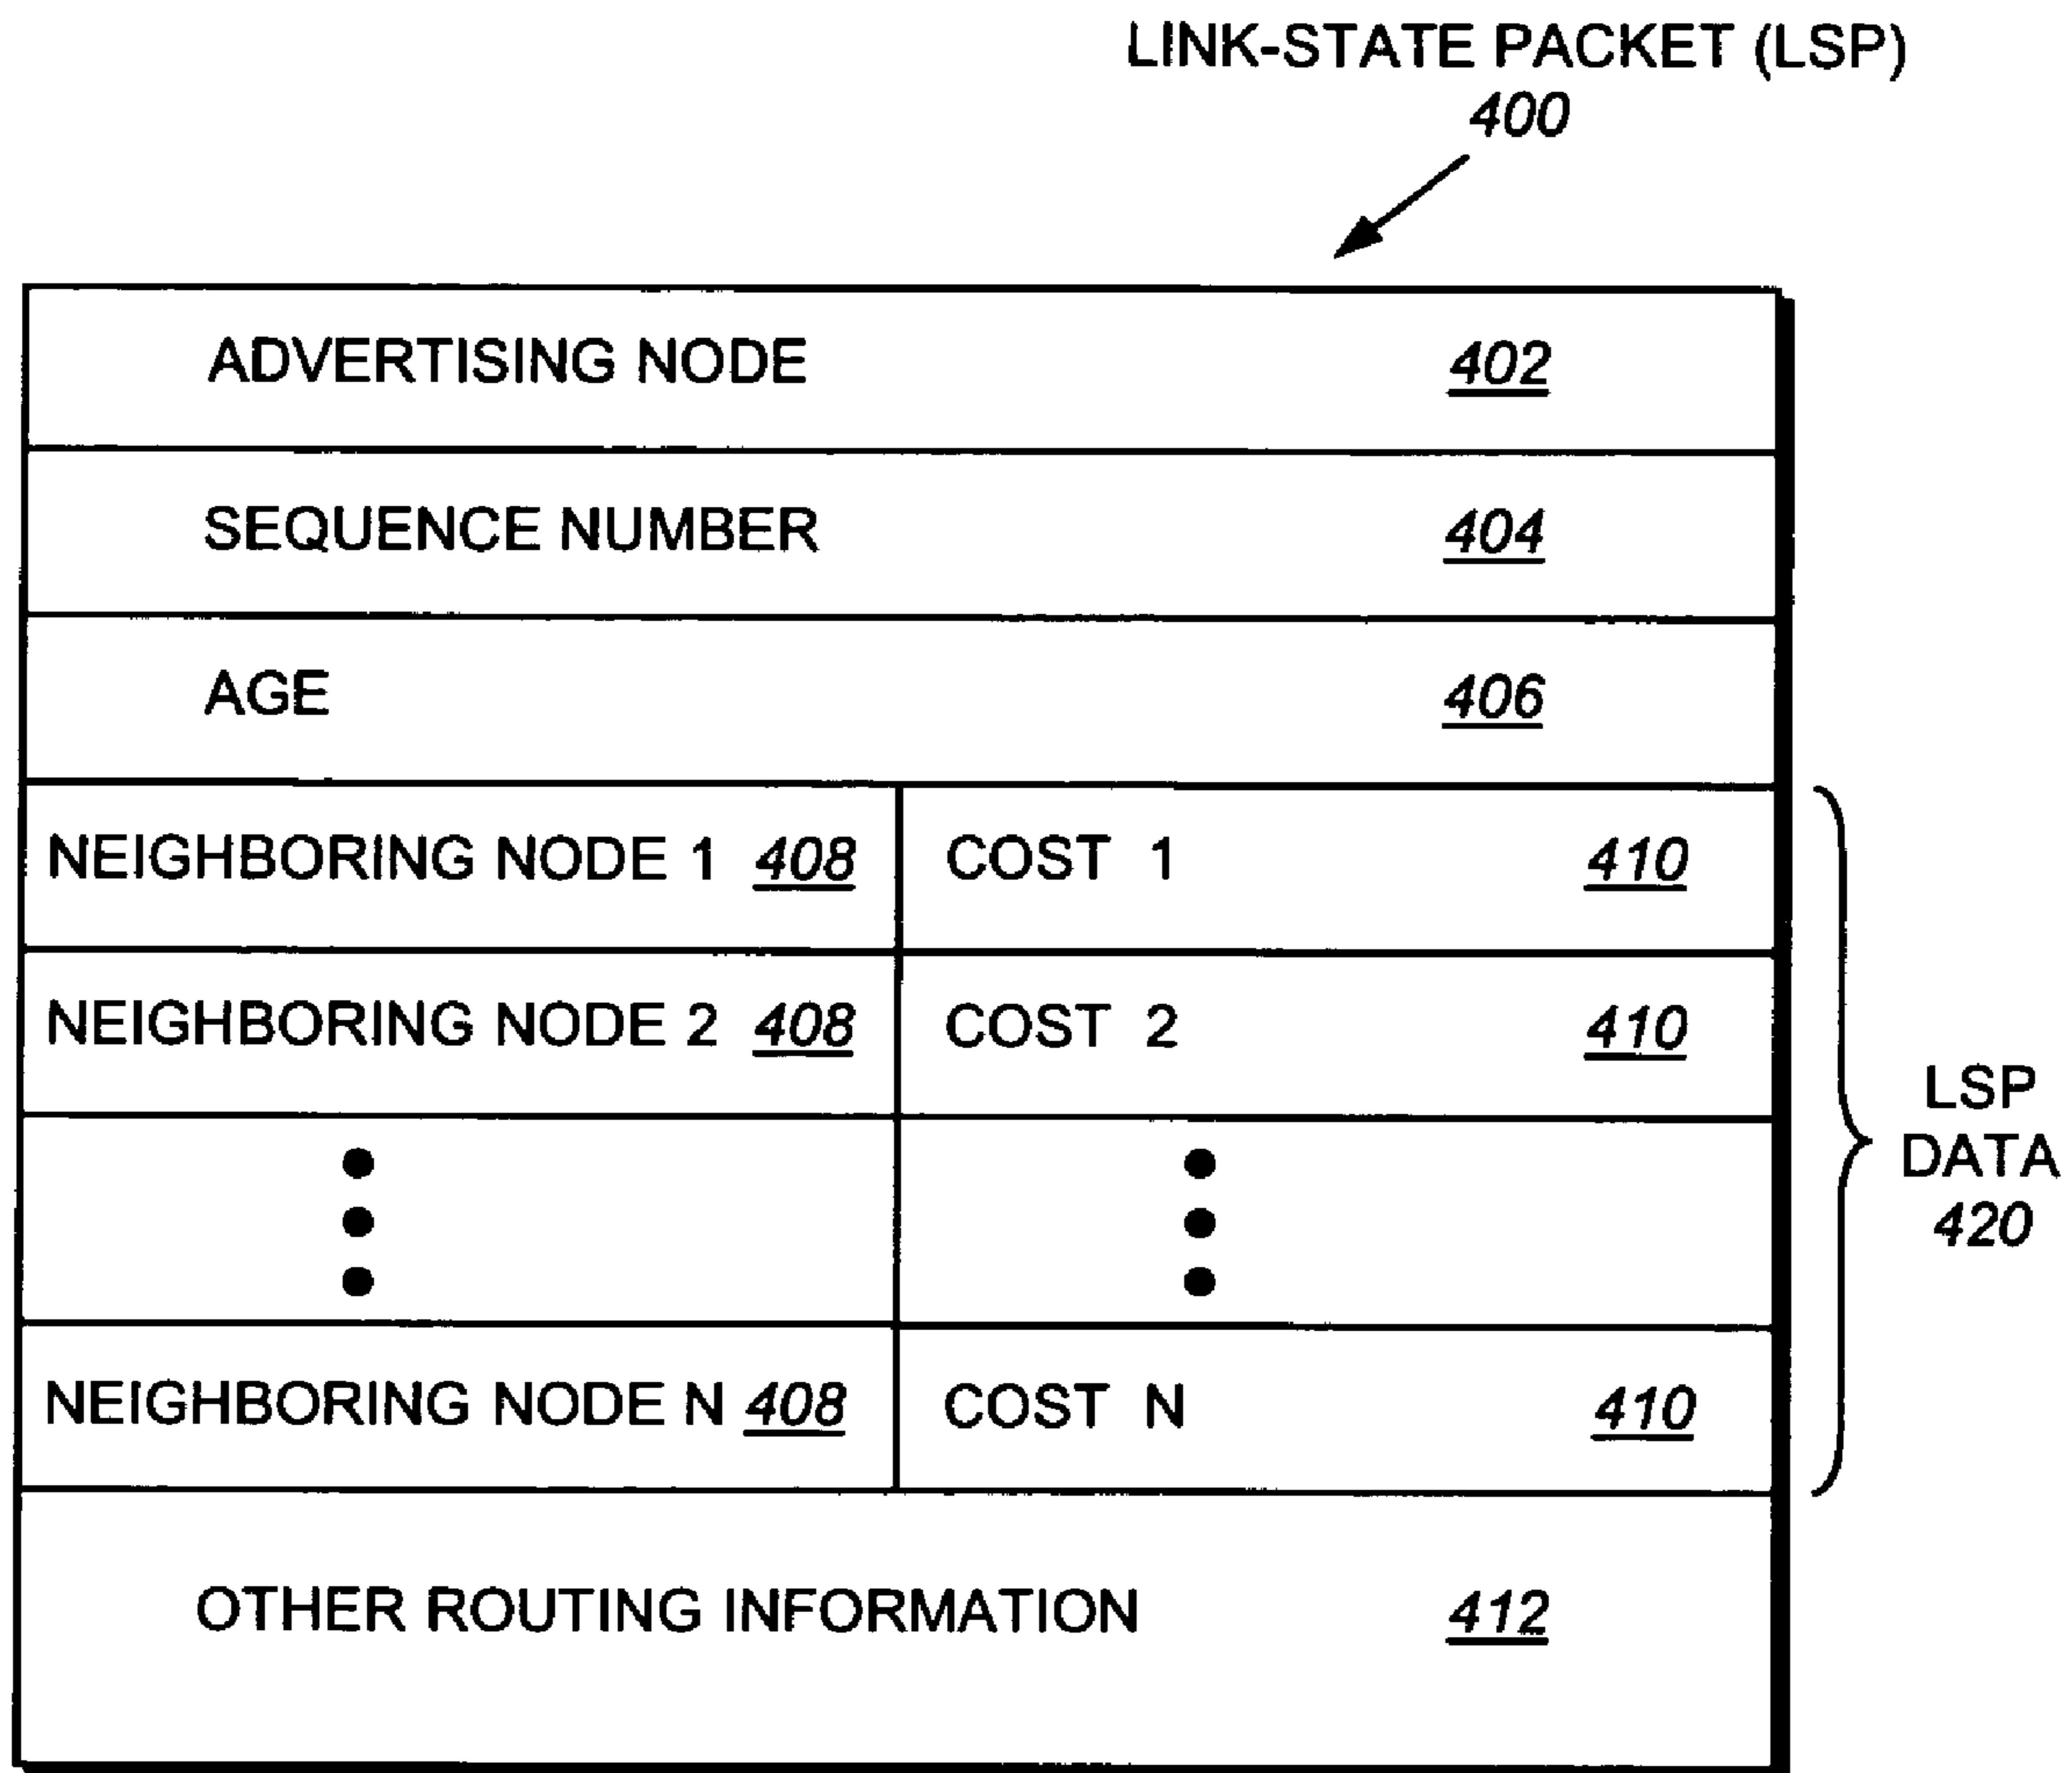 LINK-STATE PACKET (LSP)
400
ADVERTISING NODE 402
SEQUENCE NUMBER 404
AGE 406
NEIGHBORING NODE 1 408 COST 1 410
NEIGHBORING NODE 2 408 COST 2 410
NEIGHBORING NODE N 408 COST N 410
LSP
DATA
420
OTHER ROUTING INFORMATION 412